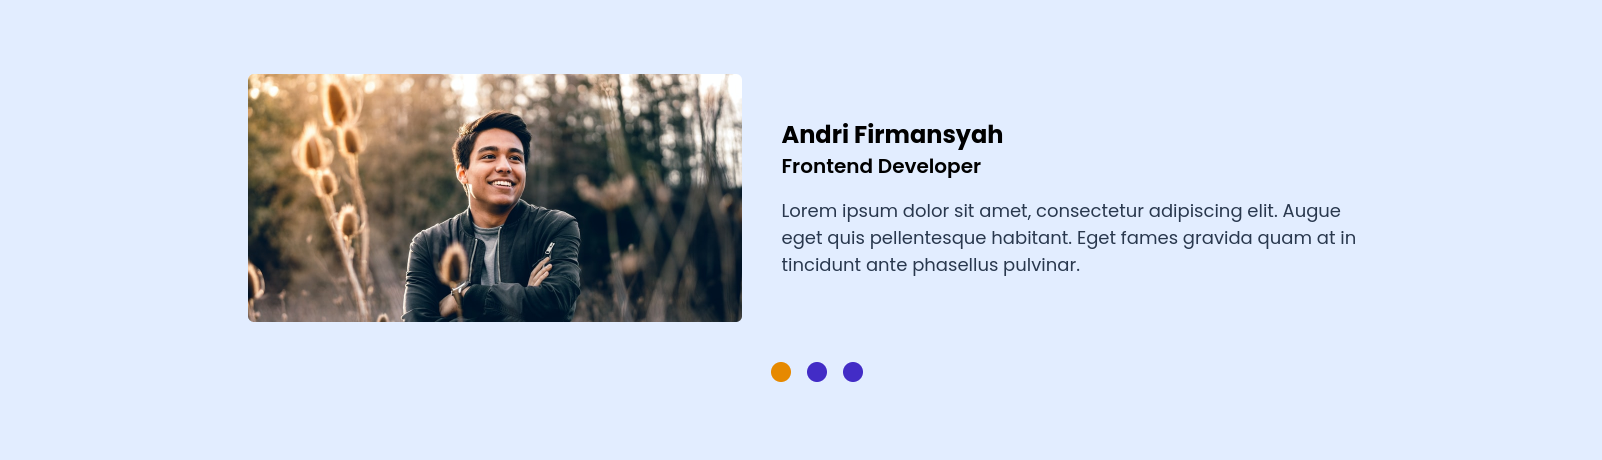 Andri Firmansyah
Frontend Developer
Lorem ipsum dolor sit amet, consectetur adipiscing elit. Augue
eget quis pellentesque habitant. Eget fames gravida quam at in
tincidunt ante phasellus pulvinar.